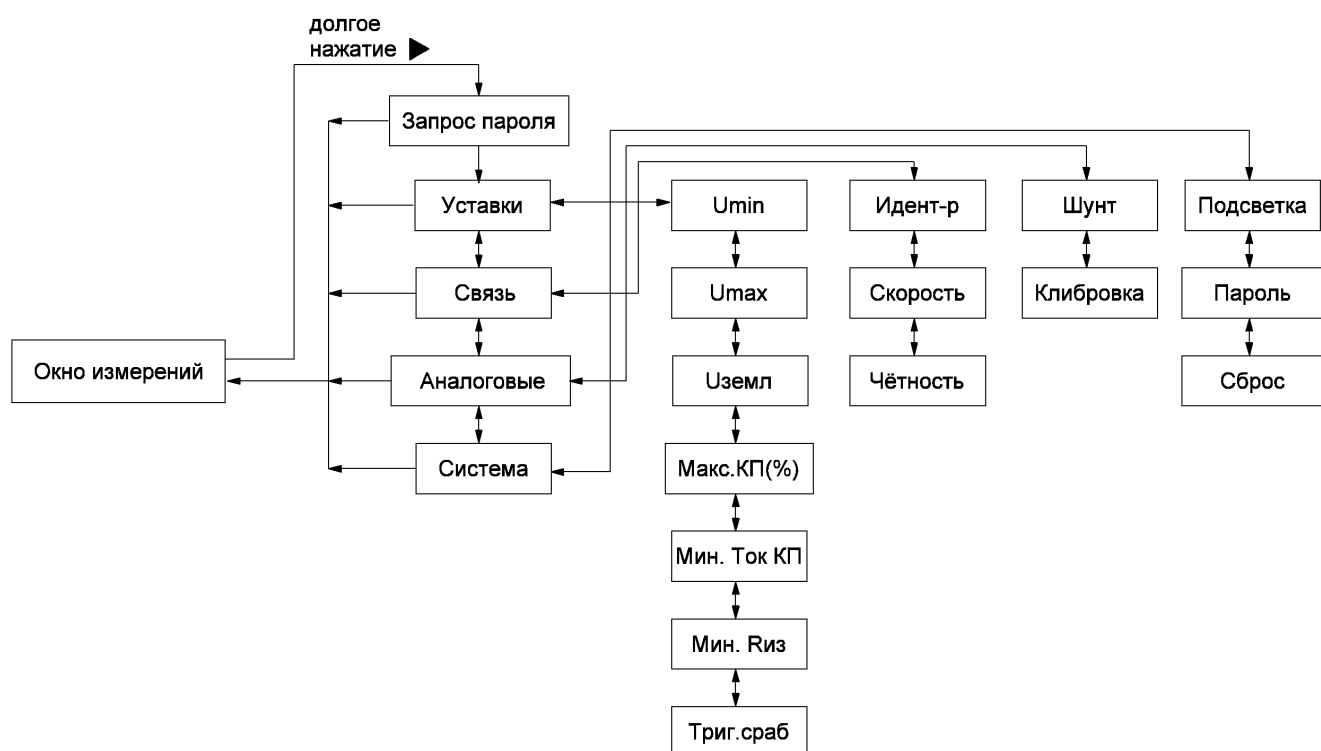 долгое
нажатие
Запрос пароля
Уставки
Umin
Идент-р
Шунт
Подсветка
Связь
Umax
Скорость
Клибровка
Пароль
Окно измерений
Аналоговые
Uземл
Чётность
Сброс
Система
Макс.КП(%)
Мин. Ток КП
Мин. Rиз
Триг.сраб